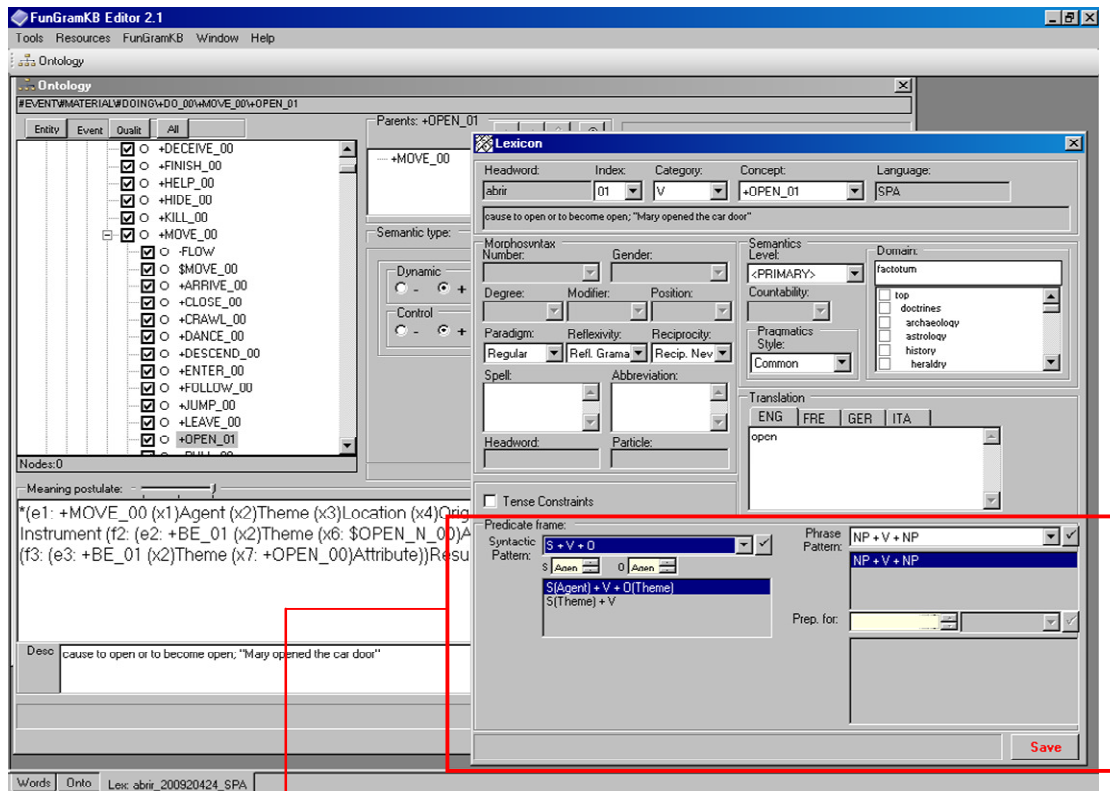 FunGramKB Editor 2.1
Tools Resources FunGramKB Window Help
Ontology
Ontology
#EVENT\#MATERIAL\#DOING\+DO_00\+MOVE_00\+OPEN_01
Entity Event Qualit All
+DECEIVE_00
+FINISH_00
+HELP_00
+HIDE_00
+KILL_00
+MOVE_00
-FLOW
$MOVE_00
+ARRIVE_00
+CLOSE_00
+CRAWL_00
+DANCE_00
+DESCEND_00
+ENTER_00
+FOLLOW_00
+JUMP_00
+LEAVE_00
+OPEN_01
Nodes:0
Parents: +OPEN_01
+MOVE_00
Semantic type:
Dynamic
- +
Control
- +
Meaning postulate:
*(e1: +MOVE_00 (x1)Agent (x2)Theme (x3)Location (x4)Orig
Instrument (f2: (e2: +BE_01 (x2)Theme (x6: $OPEN_N_00)A
(f3: (e3: +BE_01 (x2)Theme (x7: +OPEN_00)Attribute))Resu
Desc cause to open or to become open; "Mary opened the car door"
Lexicon
Headword: Index: Category: Concept: Language:
abrir 01 V +OPEN_01 SPA
cause to open or to become open; "Mary opened the car door"
Morphosyntax
Number: Gender:
Degree: Modifier: Position:
Paradigm: Reflexivity: Reciprocity:
Regular Refl. Grama Recip. Nev
Spell: Abbreviation:
Headword: Particle:
Tense Constraints
Semantics
Level:
<PRIMARY>
Countability:
Pragmatics
Style:
Common
Domain:
factotum
top
doctrines
archaeology
astrology
history
heraldry
Translation
ENG FRE GER ITA
open
Predicate frame:
Syntactic Pattern: S + V + O
S Agen O Agen
S(Agent) + V + O(Theme)
S(Theme) + V
Phrase Pattern: NP + V + NP
NP + V + NP
Prep. for:
Save
Words Onto Lex: abrir_200920424_SPA